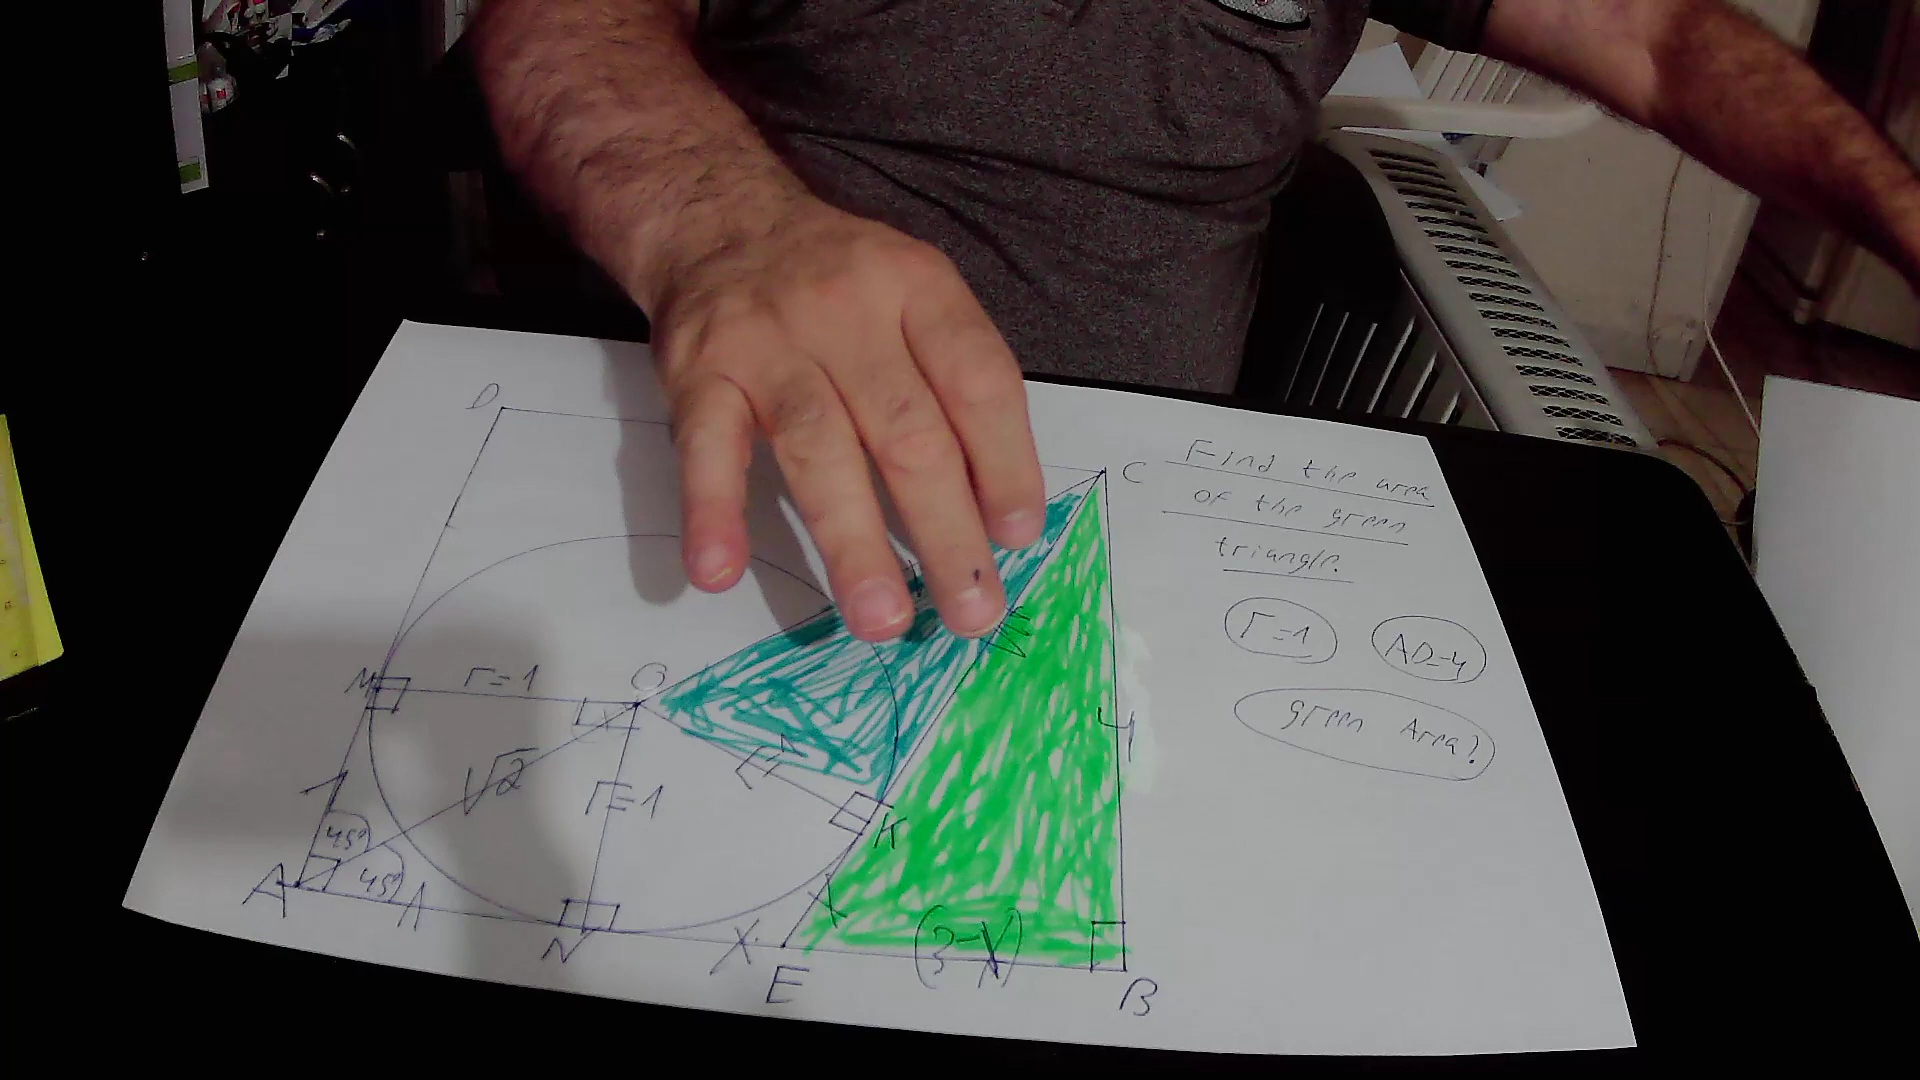 D
C
Find the area
of the green
triangle.
r=1
AD=4
green Area?
M
r=1
O
1
√2
r=1
1
4
K
45°
45°
A
1
N
X
X
E
(3-X)
B